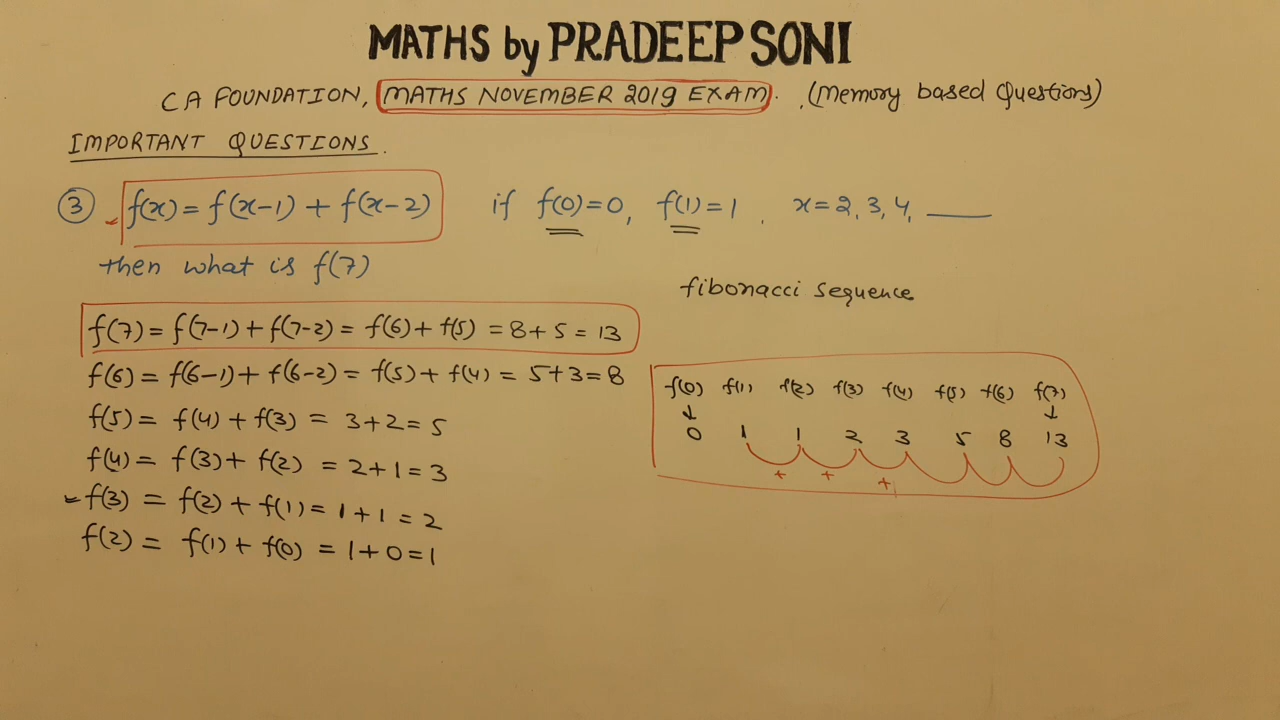 MATHS by PRADEEP SONI
CA FOUNDATION, MATHS NOVEMBER 2019 EXAM. (Memory based Questions)
IMPORTANT QUESTIONS.
③ f(x) = f(x-1) + f(x-2) if f(0)=0, f(1)=1, x=2, 3, 4, ____
then what is f(7)
fibonacci sequence
f(7) = f(7-1) + f(7-2) = f(6) + f(5) = 8 + 5 = 13
f(6) = f(6-1) + f(6-2) = f(5) + f(4) = 5+3=8
f(5) = f(4) + f(3) = 3+2=5
f(4) = f(3) + f(2) = 2+1=3
f(3) = f(2) + f(1) = 1+1=2
f(2) = f(1) + f(0) = 1+0=1
f(0) f(1) f(2) f(3) f(4) f(5) f(6) f(7)
↓ ↓
0 1 1 2 3 5 8 13
+ + +